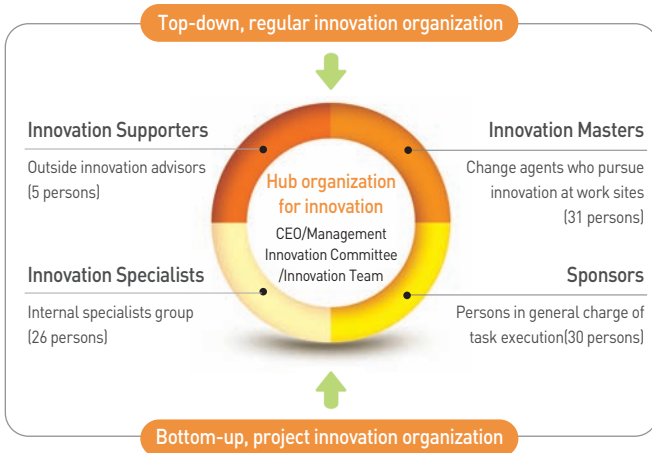 Top-down, regular innovation organization
Innovation Supporters
Outside innovation advisors
(5 persons)
Innovation Masters
Change agents who pursue
innovation at work sites
(31 persons)
Hub organization
for innovation
CEO/Management
Innovation Committee
/Innovation Team
Innovation Specialists
Internal specialists group
(26 persons)
Sponsors
Persons in general charge of
task execution(30 persons)
Bottom-up, project innovation organization